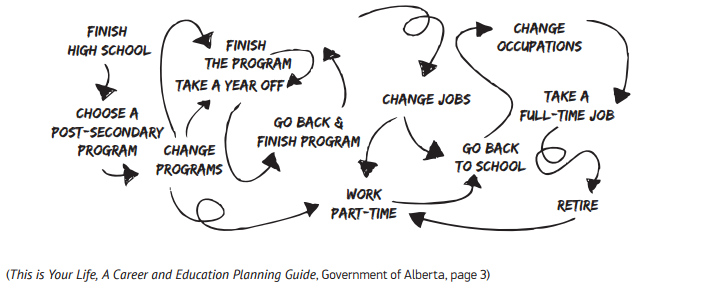 FINISH
HIGH SCHOOL
CHOOSE A
POST-SECONDARY
PROGRAM
CHANGE
PROGRAMS
FINISH
THE PROGRAM
TAKE A YEAR OFF
GO BACK &
FINISH PROGRAM
WORK
PART-TIME
CHANGE JOBS
GO BACK
TO SCHOOL
CHANGE
OCCUPATIONS
TAKE A
FULL-TIME JOB
RETIRE
(This is Your Life, A Career and Education Planning Guide, Government of Alberta, page 3)